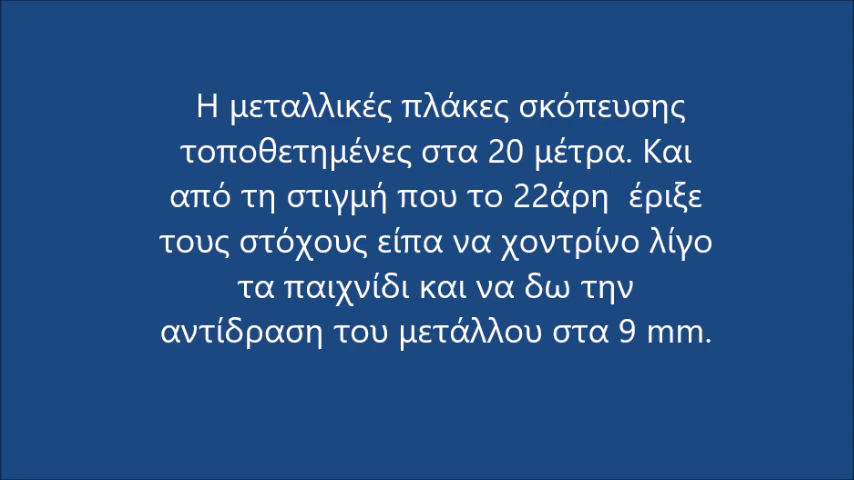 Η μεταλλικές πλάκες σκόπευσης
τοποθετημένες στα 20 μέτρα. Και
από τη στιγμή που το 22άρη  έριξε
τους στόχους είπα να χοντρίνο λίγο
τα παιχνίδι και να δω την
αντίδραση του μετάλλου στα 9 mm.